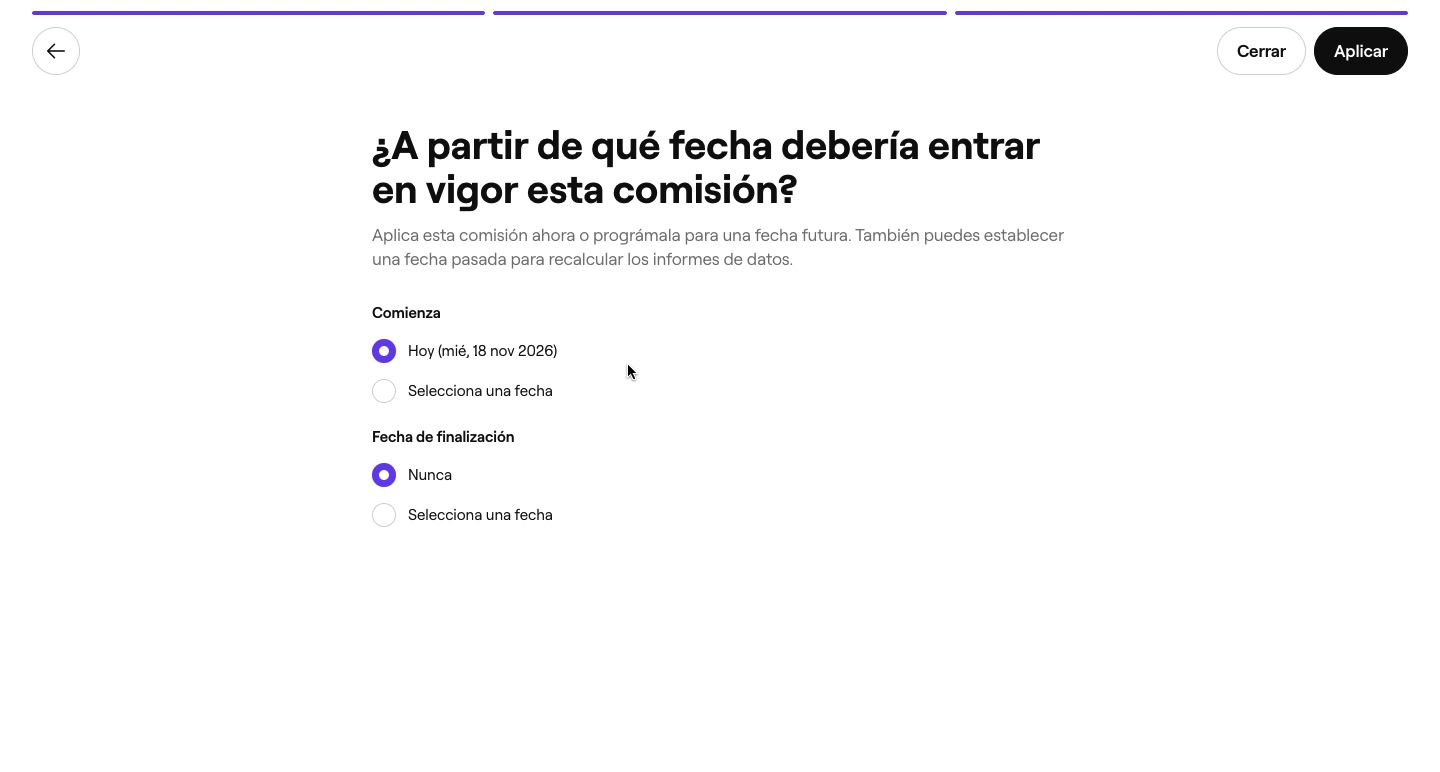 Cerrar
Aplicar
¿A partir de qué fecha debería entrar
en vigor esta comisión?
Aplica esta comisión ahora o prográmala para una fecha futura. También puedes establecer
una fecha pasada para recalcular los informes de datos.
Comienza
Hoy (mié, 18 nov 2026)
Selecciona una fecha
Fecha de finalización
Nunca
Selecciona una fecha